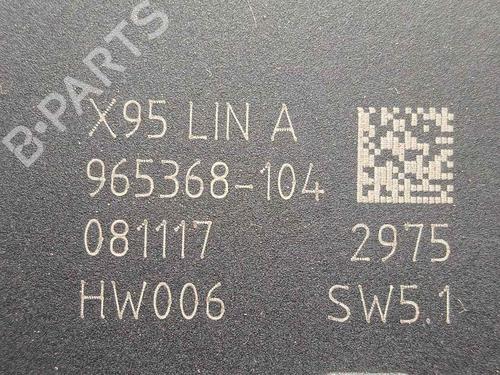 B-PARTS
X95 LIN A
965368-104
081117 2975
HW006 SW5.1